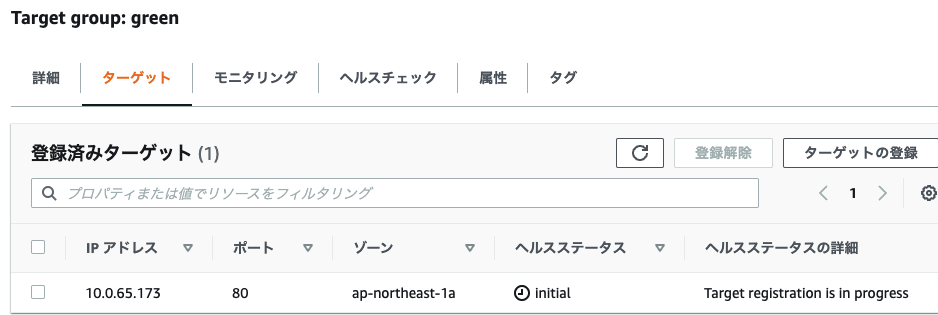 Target group: green
詳細 ターゲット モニタリング ヘルスチェック 属性 タグ
登録済みターゲット (1) 登録解除 ターゲットの登録
プロパティまたは値でリソースをフィルタリング 1
IP アドレス ポート ゾーン ヘルスステータス ヘルスステータスの詳細
10.0.65.173 80 ap-northeast-1a initial Target registration is in progress